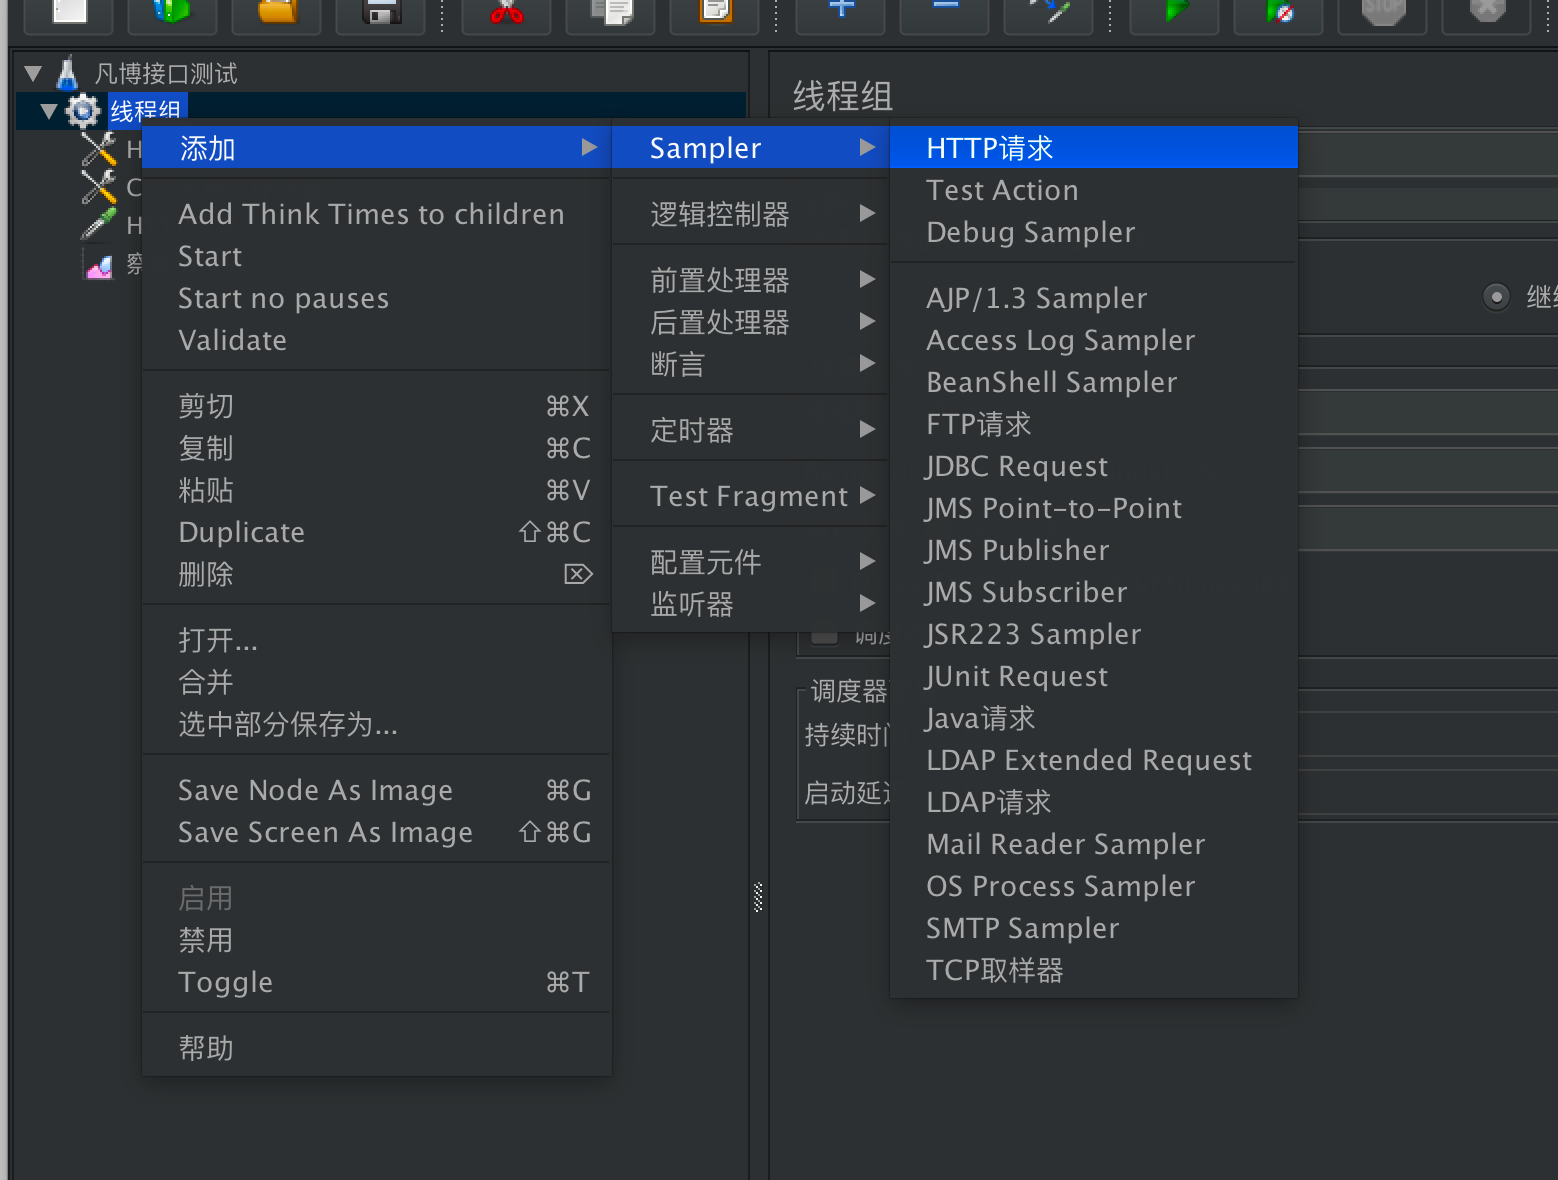 STOP
凡博接口测试
线程组
H
C
H
察
添加
Add Think Times to children
Start
Start no pauses
Validate
剪切 ⌘X
复制 ⌘C
粘贴 ⌘V
Duplicate ⇧⌘C
删除 ⌦
打开...
合并
选中部分保存为...
Save Node As Image ⌘G
Save Screen As Image ⇧⌘G
启用
禁用
Toggle ⌘T
帮助
Sampler
逻辑控制器
前置处理器
后置处理器
断言
定时器
Test Fragment
配置元件
监听器
HTTP请求
Test Action
Debug Sampler
AJP/1.3 Sampler
Access Log Sampler
BeanShell Sampler
FTP请求
JDBC Request
JMS Point-to-Point
JMS Publisher
JMS Subscriber
JSR223 Sampler
JUnit Request
Java请求
LDAP Extended Request
LDAP请求
Mail Reader Sampler
OS Process Sampler
SMTP Sampler
TCP取样器
线程组
继续
调度
调度器
持续时间
启动延迟